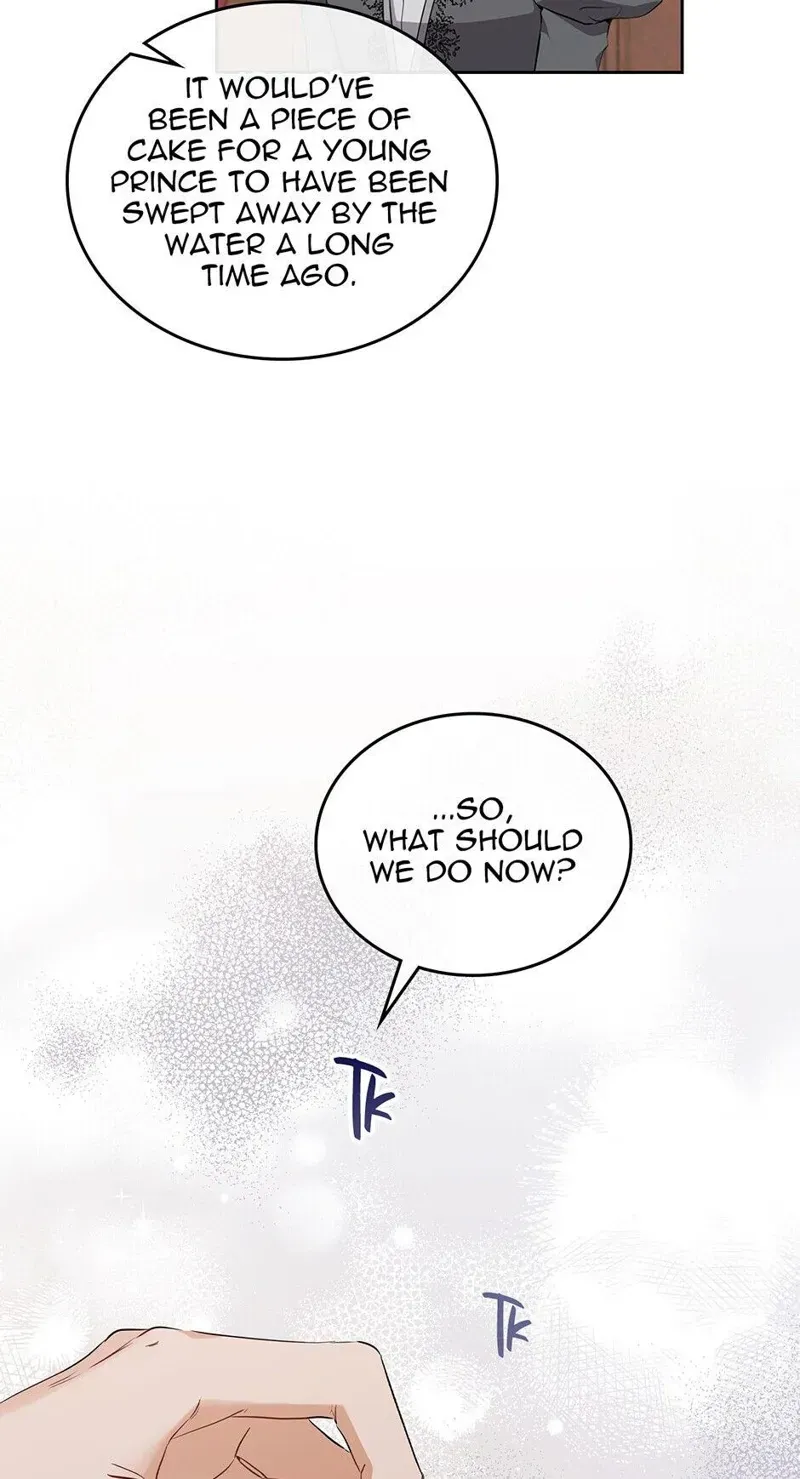 IT WOULD'VE
BEEN A PIECE OF
CAKE FOR A YOUNG
PRINCE TO HAVE BEEN
SWEPT AWAY BY THE
WATER A LONG
TIME AGO.
...SO,
WHAT SHOULD
WE DO NOW?
TK
TK